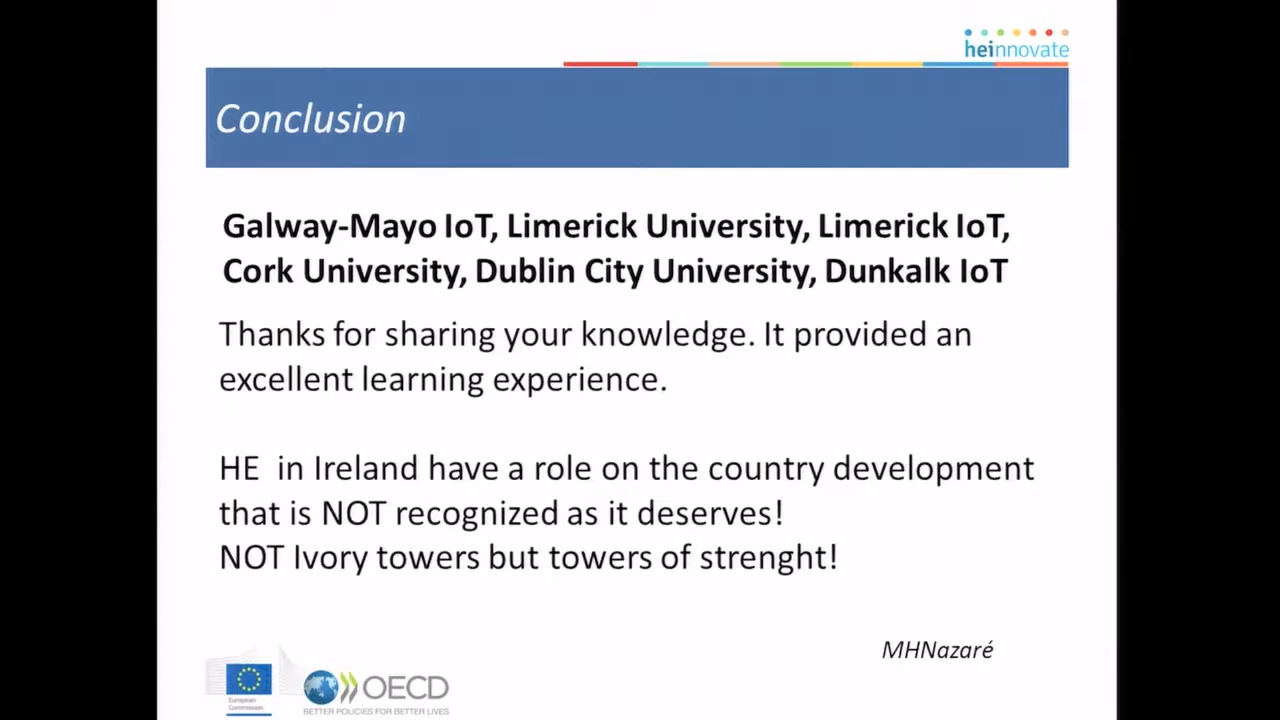 heinnovate
Conclusion
Galway-Mayo IoT, Limerick University, Limerick IoT,
Cork University, Dublin City University, Dunkalk IoT
Thanks for sharing your knowledge. It provided an
excellent learning experience.
HE in Ireland have a role on the country development
that is NOT recognized as it deserves!
NOT Ivory towers but towers of strenght!
MHNazaré
European
Commission
OECD
BETTER POLICIES FOR BETTER LIVES